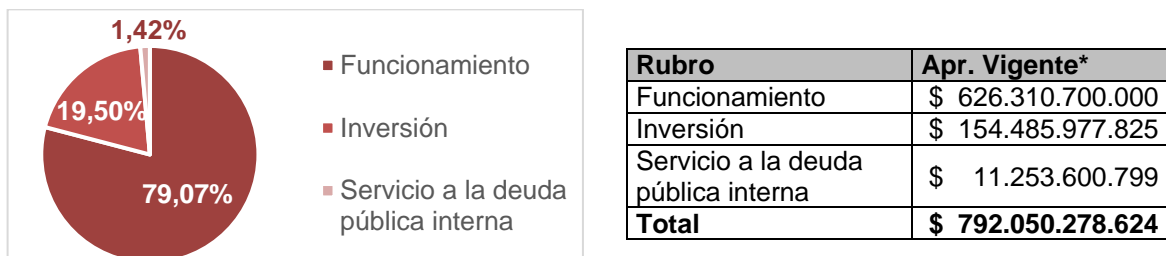 1,42%
19,50%
79,07%
Funcionamiento
Inversión
Servicio a la deuda
pública interna
Rubro Apr. Vigente*
Funcionamiento $ 626.310.700.000
Inversión $ 154.485.977.825
Servicio a la deuda
pública interna $ 11.253.600.799
Total $ 792.050.278.624